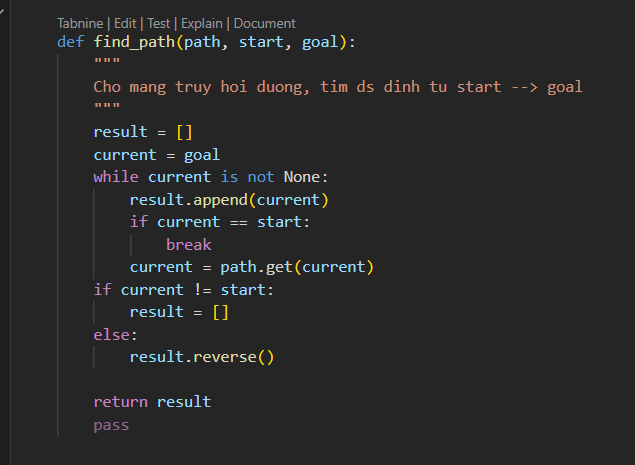 Tabnine | Edit | Test | Explain | Document
def find_path(path, start, goal):
    """
    Cho mang truy hoi duong, tim ds dinh tu start --> goal
    """
    result = []
    current = goal
    while current is not None:
        result.append(current)
        if current == start:
            break
        current = path.get(current)
    if current != start:
        result = []
    else:
        result.reverse()
    return result
    pass